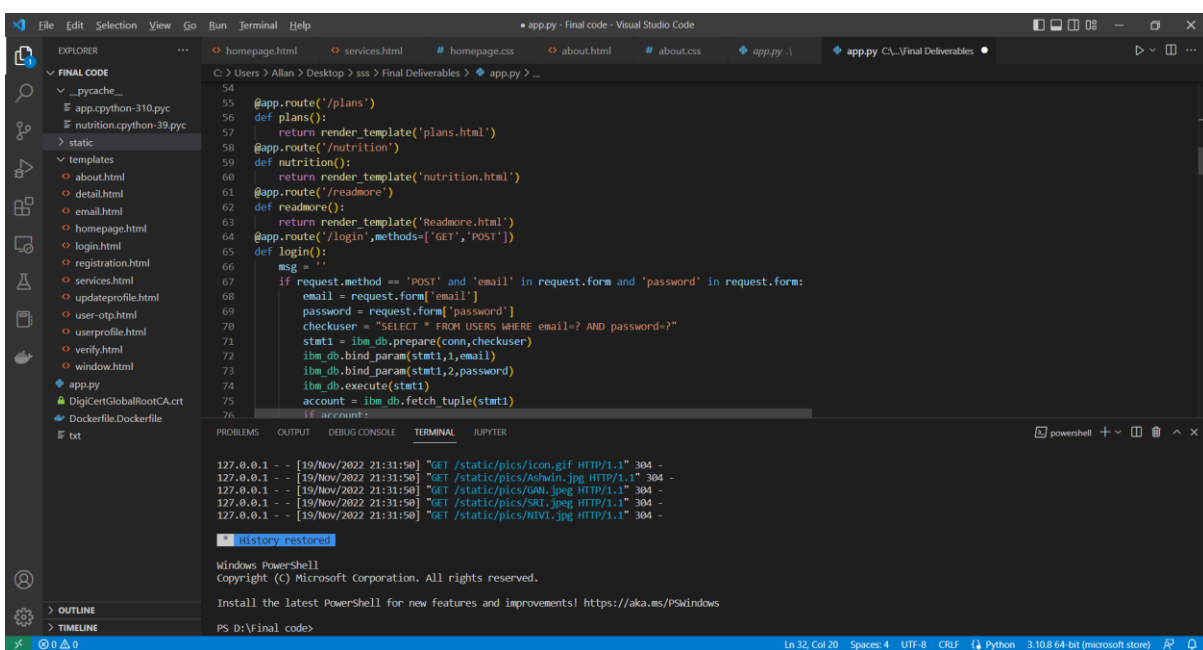 File Edit Selection View Go Run Terminal Help ● app.py - Final code - Visual Studio Code
EXPLORER ···
homepage.html services.html # homepage.css about.html # about.css app.py .\ app.py C:\...\Final Deliverables ●
C: > Users > Allan > Desktop > sss > Final Deliverables > app.py > ...
FINAL CODE
__pycache__
app.cpython-310.pyc
nutrition.cpython-39.pyc
static
templates
about.html
detail.html
email.html
homepage.html
login.html
registration.html
services.html
updateprofile.html
user-otp.html
userprofile.html
verify.html
window.html
app.py
DigiCertGlobalRootCA.crt
Dockerfile.Dockerfile
txt
OUTLINE
TIMELINE
54
55 @app.route('/plans')
56 def plans():
57 return render_template('plans.html')
58 @app.route('/nutrition')
59 def nutrition():
60 return render_template('nutrition.html')
61 @app.route('/readmore')
62 def readmore():
63 return render_template('Readmore.html')
64 @app.route('/login',methods=['GET','POST'])
65 def login():
66 msg = ''
67 if request.method == 'POST' and 'email' in request.form and 'password' in request.form:
68 email = request.form['email']
69 password = request.form['password']
70 checkuser = "SELECT * FROM USERS WHERE email=? AND password=?"
71 stmt1 = ibm_db.prepare(conn,checkuser)
72 ibm_db.bind_param(stmt1,1,email)
73 ibm_db.bind_param(stmt1,2,password)
74 ibm_db.execute(stmt1)
75 account = ibm_db.fetch_tuple(stmt1)
76 if account:
PROBLEMS OUTPUT DEBUG CONSOLE TERMINAL JUPYTER powershell
127.0.0.1 - - [19/Nov/2022 21:31:50] "GET /static/pics/icon.gif HTTP/1.1" 304 -
127.0.0.1 - - [19/Nov/2022 21:31:50] "GET /static/pics/Ashwin.jpg HTTP/1.1" 304 -
127.0.0.1 - - [19/Nov/2022 21:31:50] "GET /static/pics/GAN.jpeg HTTP/1.1" 304 -
127.0.0.1 - - [19/Nov/2022 21:31:50] "GET /static/pics/SRI.jpeg HTTP/1.1" 304 -
127.0.0.1 - - [19/Nov/2022 21:31:50] "GET /static/pics/NIVI.jpg HTTP/1.1" 304 -
* History restored
Windows PowerShell
Copyright (C) Microsoft Corporation. All rights reserved.
Install the latest PowerShell for new features and improvements! https://aka.ms/PSWindows
PS D:\Final code>
0 0 0 Ln 32, Col 20 Spaces: 4 UTF-8 CRLF Python 3.10.8 64-bit (microsoft store)